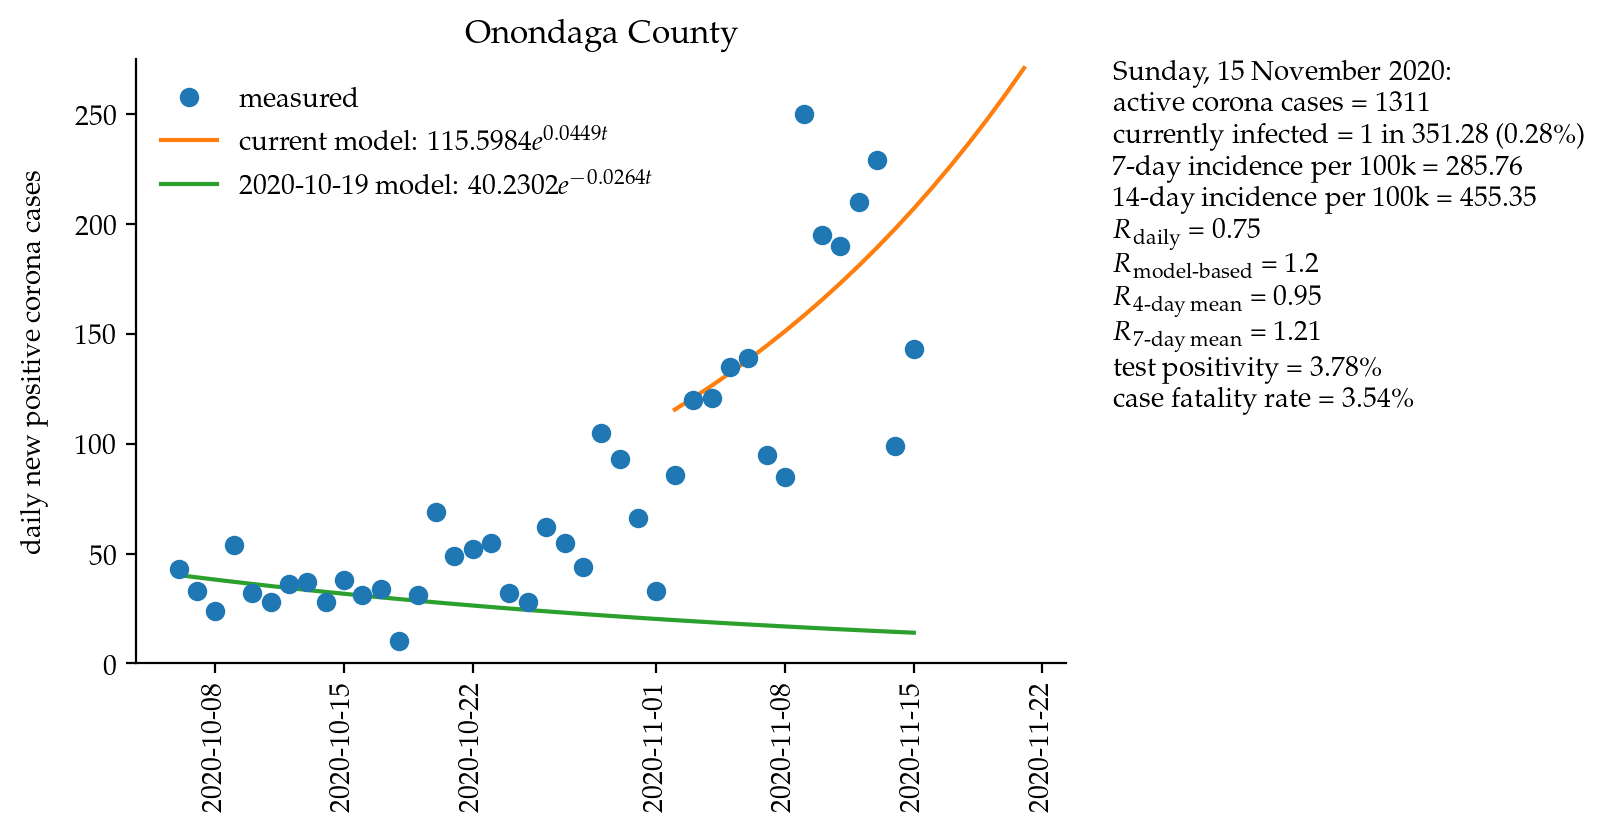 Onondaga County
measured
current model: 115.5984e^{0.0449t}
2020-10-19 model: 40.2302e^{−0.0264t}
daily new positive corona cases
250
200
150
100
50
0
2020-10-08
2020-10-15
2020-10-22
2020-11-01
2020-11-08
2020-11-15
2020-11-22
Sunday, 15 November 2020:
active corona cases = 1311
currently infected = 1 in 351.28 (0.28%)
7-day incidence per 100k = 285.76
14-day incidence per 100k = 455.35
R_daily = 0.75
R_model-based = 1.2
R_4-day mean = 0.95
R_7-day mean = 1.21
test positivity = 3.78%
case fatality rate = 3.54%